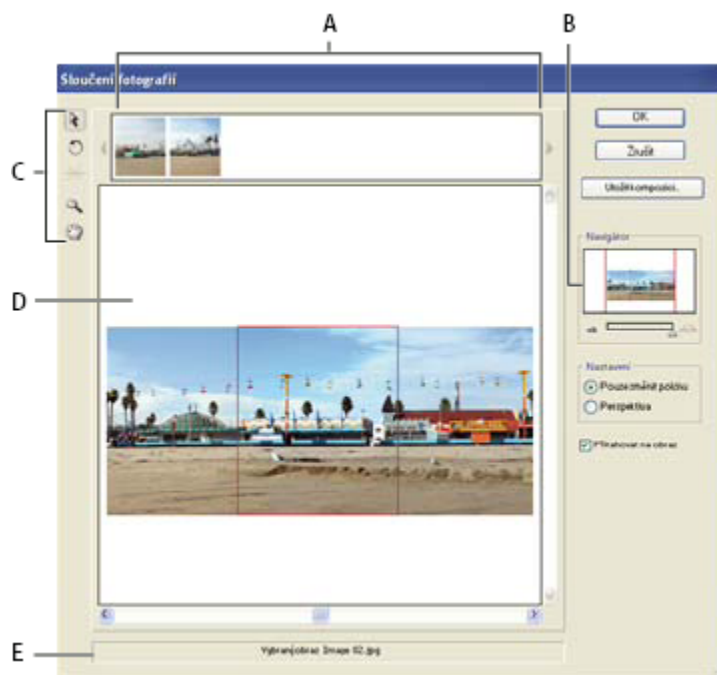 A
B
Sloučení fotografií
C
OK
Zrušit
Uložit kompozici...
Navigátor
D
Nastavení
Pouze změnit polohu
Perspektiva
Přitahovat na obraz
E
Vybraný obraz Image 02.jpg